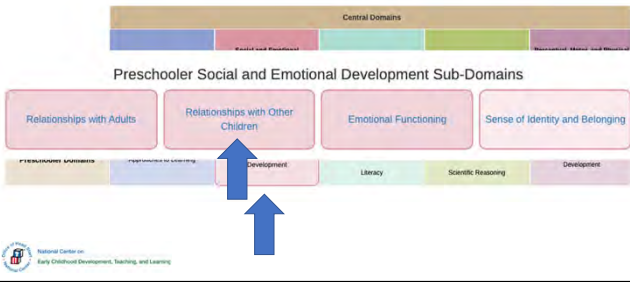 Central Domains
Social and Emotional
Perceptual, Motor, and Physical
Preschooler Social and Emotional Development Sub-Domains
Relationships with Adults
Relationships with Other
Children
Emotional Functioning
Sense of Identity and Belonging
Preschooler Domains
Approaches to Learning
Development
Literacy
Scientific Reasoning
Development
National Center on
Early Childhood Development, Teaching, and Learning